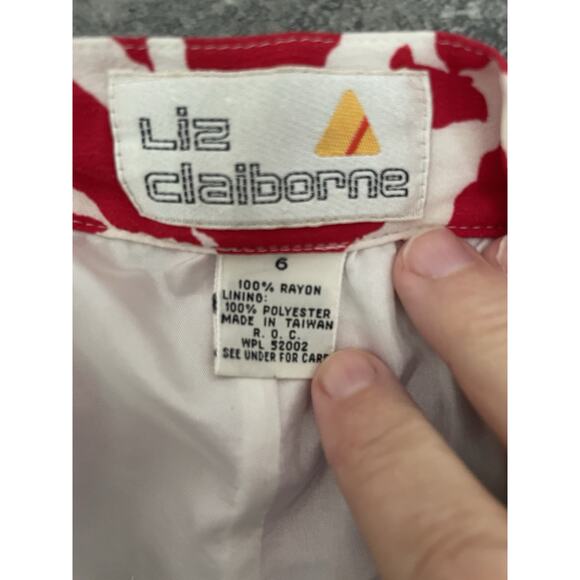 Liz
claiborne
6
100% RAYON
LINING:
100% POLYESTER
MADE IN TAIWAN
R. O. C.
WPL 52002
SEE UNDER FOR CARE